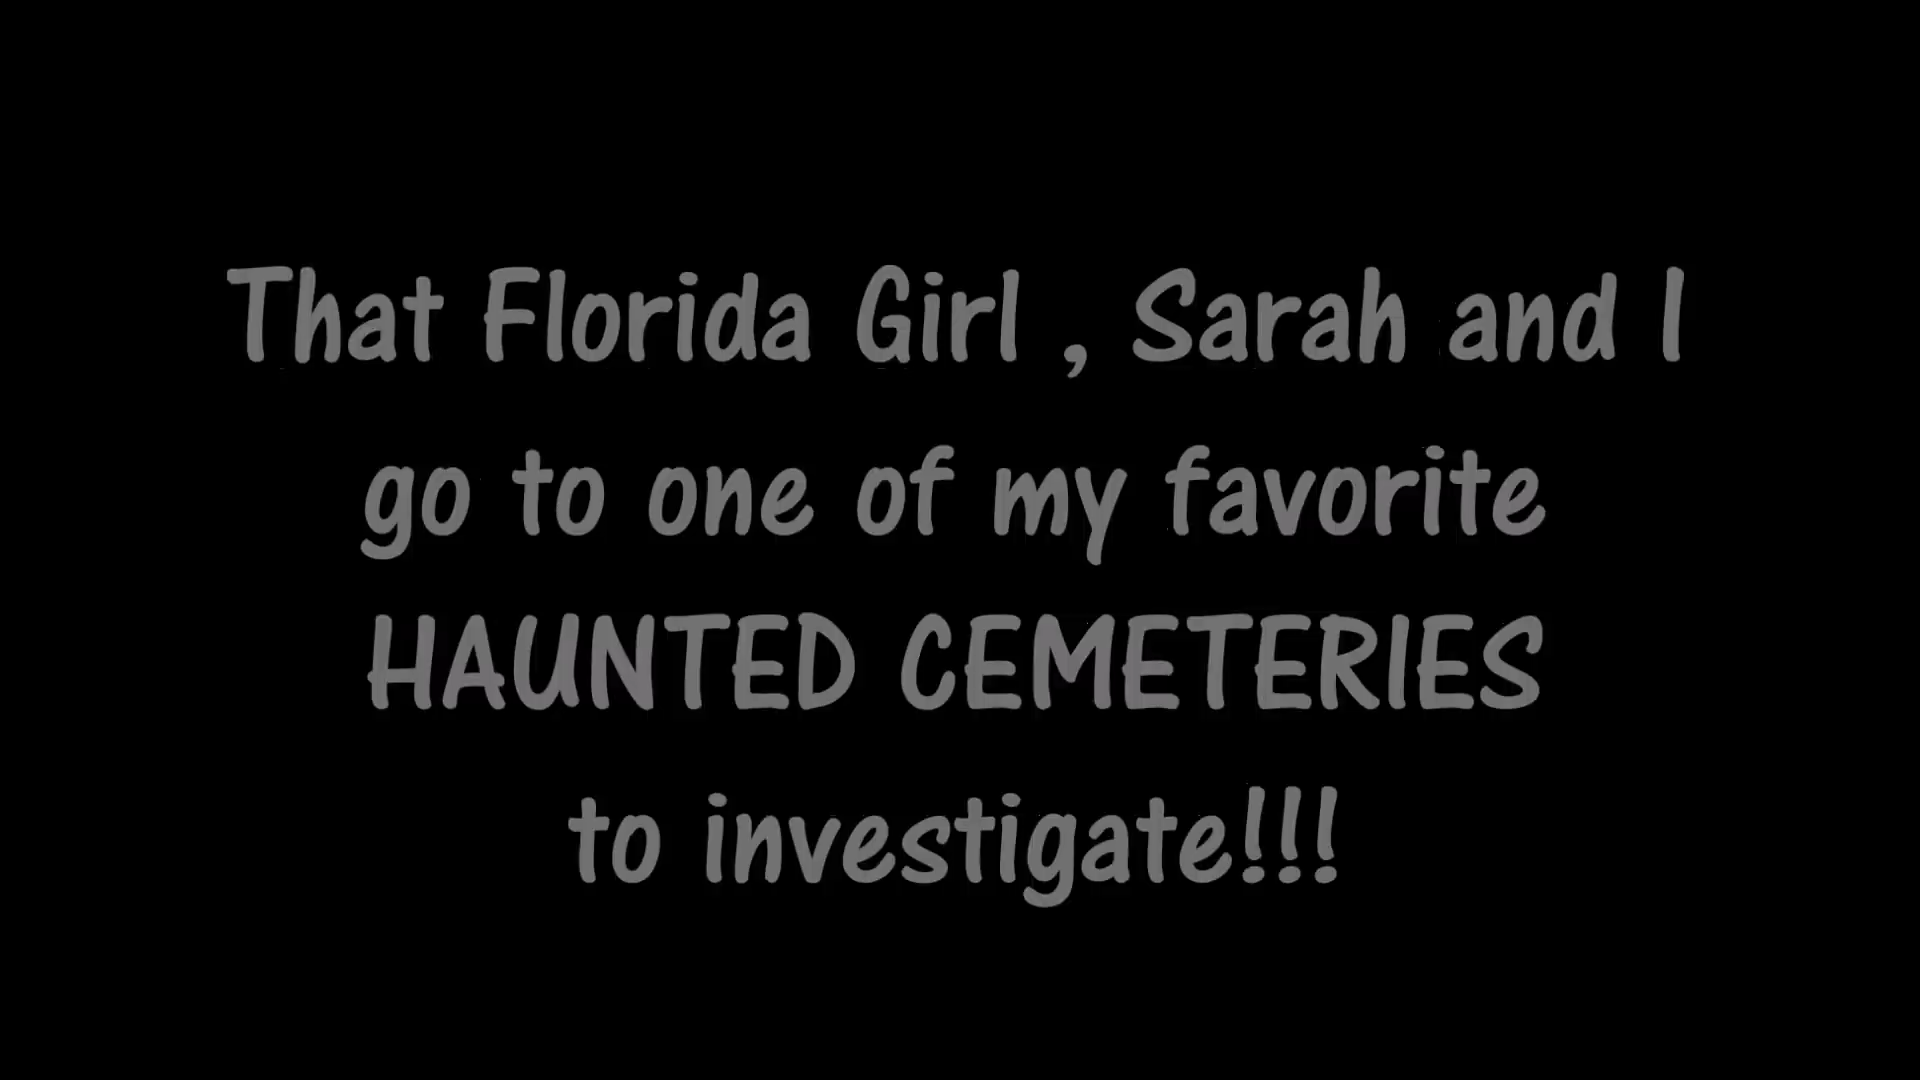 That Florida Girl , Sarah and I
go to one of my favorite
HAUNTED CEMETERIES
to investigate!!!